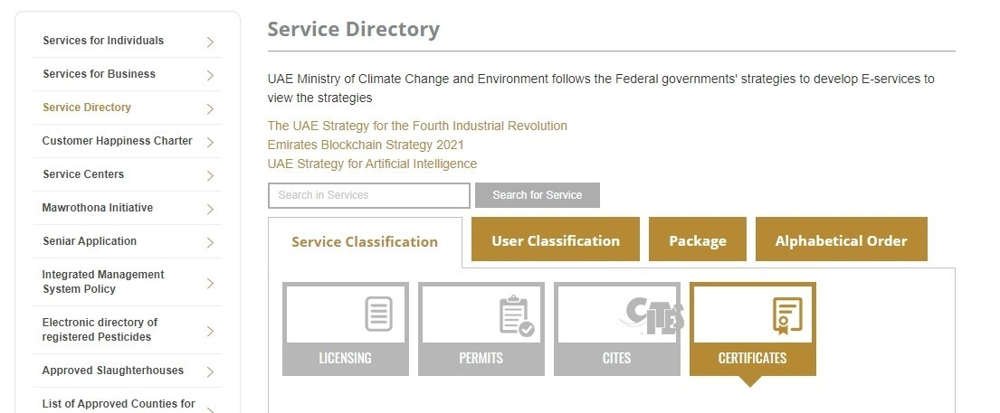 Services for Individuals
Services for Business
Service Directory
Customer Happiness Charter
Service Centers
Mawrothona Initiative
Seniar Application
Integrated Management
System Policy
Electronic directory of
registered Pesticides
Approved Slaughterhouses
List of Approved Counties for
Service Directory
UAE Ministry of Climate Change and Environment follows the Federal governments' strategies to develop E-services to
view the strategies
The UAE Strategy for the Fourth Industrial Revolution
Emirates Blockchain Strategy 2021
UAE Strategy for Artificial Intelligence
Search in Services Search for Service
Service Classification User Classification Package Alphabetical Order
CITES
LICENSING PERMITS CITES CERTIFICATES